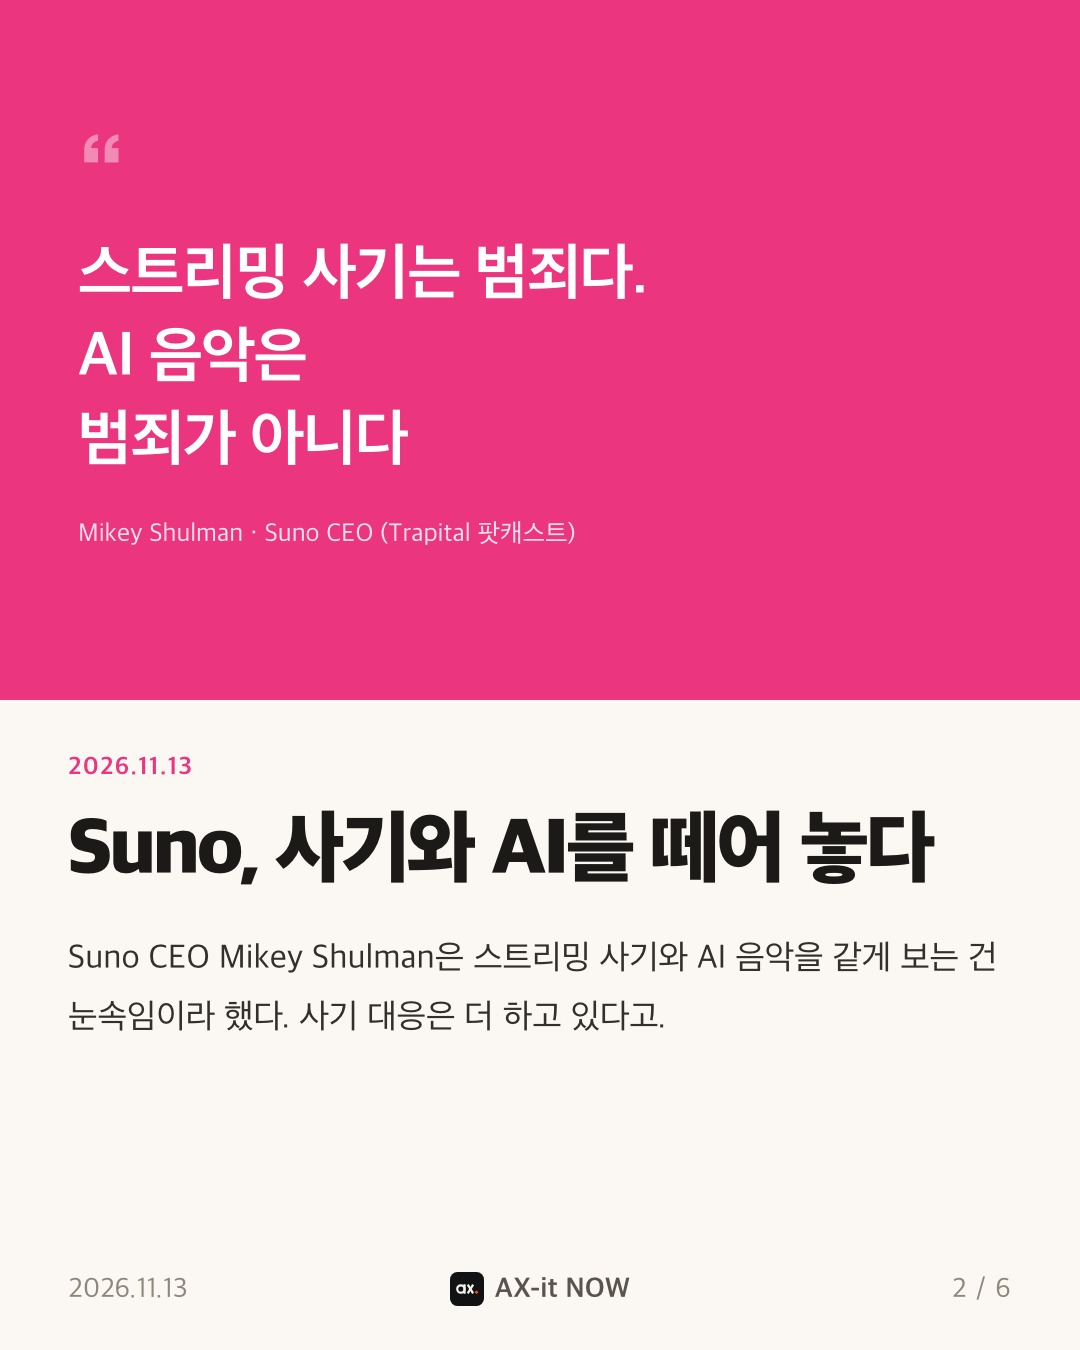 “
스트리밍 사기는 범죄다.
AI 음악은
범죄가 아니다
Mikey Shulman · Suno CEO (Trapital 팟캐스트)
2026.11.13
Suno, 사기와 AI를 떼어 놓다
Suno CEO Mikey Shulman은 스트리밍 사기와 AI 음악을 같게 보는 건
눈속임이라 했다. 사기 대응은 더 하고 있다고.
2026.11.13
ax. AX-it NOW
2 / 6